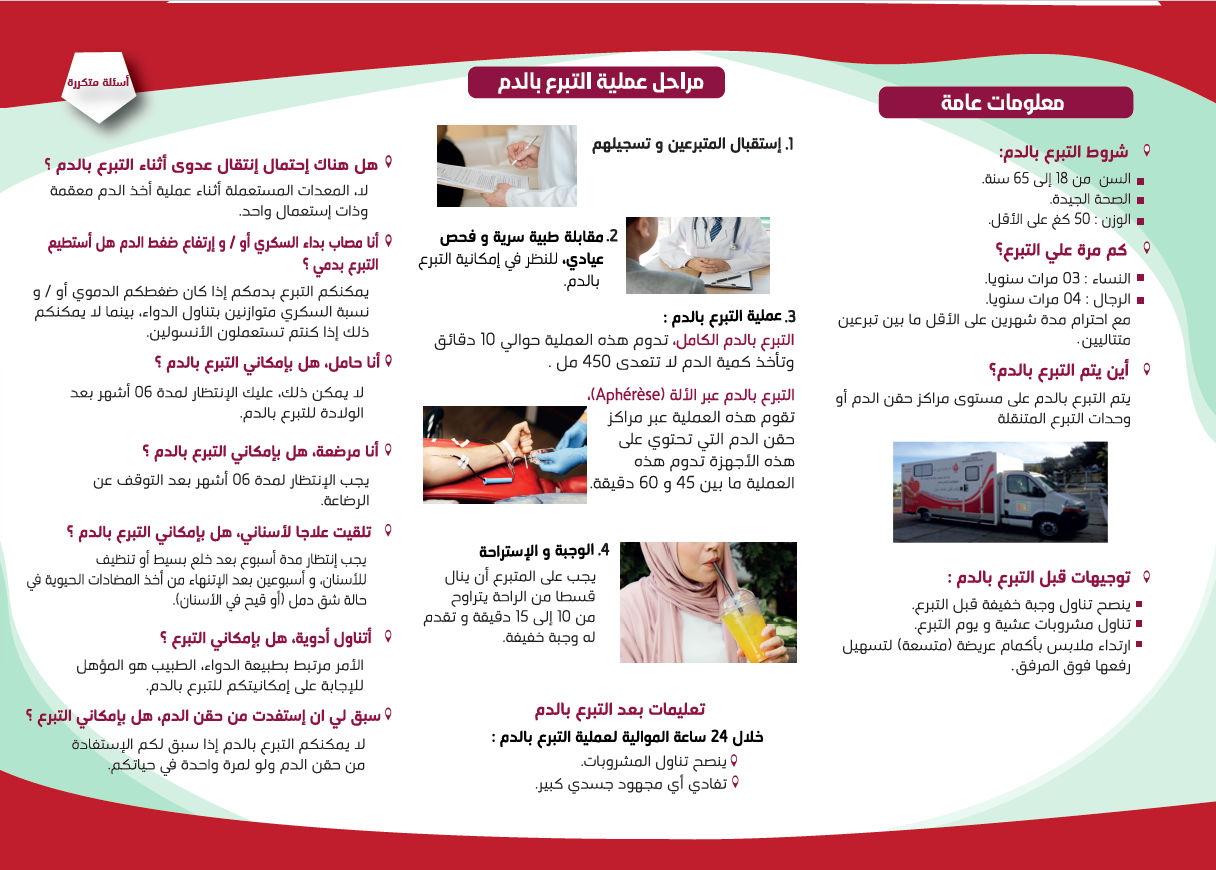 معلومات عامة
شروط التبرع بالدم:
السن من 18 إلى 65 سنة.
الصحة الجيدة.
الوزن : 50 كغ على الأقل.
كم مرة علي التبرع؟
النساء : 03 مرات سنويا.
الرجال : 04 مرات سنويا.
مع احترام مدة شهرين على الأقل ما بين تبرعين
متتاليين.
أين يتم التبرع بالدم؟
يتم التبرع بالدم على مستوى مراكز حقن الدم أو
وحدات التبرع المتنقلة
توجيهات قبل التبرع بالدم :
ينصح تناول وجبة خفيفة قبل التبرع.
تناول مشروبات عشية و يوم التبرع.
ارتداء ملابس بأكمام عريضة (متسعة) لتسهيل
رفعها فوق المرفق.
مراحل عملية التبرع بالدم
1. إستقبال المتبرعين و تسجيلهم
2. مقابلة طبية سرية و فحص
عيادي، للنظر في إمكانية التبرع
بالدم.
3. عملية التبرع بالدم :
التبرع بالدم الكامل، تدوم هذه العملية حوالي 10 دقائق
وتأخذ كمية الدم لا تتعدى 450 مل .
التبرع بالدم عبر الألة (Aphérèse)،
تقوم هذه العملية عبر مراكز
حقن الدم التي تحتوي على
هذه الأجهزة تدوم هذه
العملية ما بين 45 و 60 دقيقة.
4. الوجبة و الإستراحة
يجب على المتبرع أن ينال
قسطا من الراحة يتراوح
من 10 إلى 15 دقيقة و تقدم
له وجبة خفيفة.
تعليمات بعد التبرع بالدم
خلال 24 ساعة الموالية لعملية التبرع بالدم :
ينصح تناول المشروبات.
تفادي أي مجهود جسدي كبير.
أسئلة متكررة
هل هناك إحتمال إنتقال عدوى أثناء التبرع بالدم ؟
لا، المعدات المستعملة أثناء عملية أخذ الدم معقمة
وذات إستعمال واحد.
أنا مصاب بداء السكري أو / و إرتفاع ضغط الدم هل أستطيع
التبرع بدمي ؟
يمكنكم التبرع بدمكم إذا كان ضغطكم الدموي أو / و
نسبة السكري متوازنين بتناول الدواء، بينما لا يمكنكم
ذلك إذا كنتم تستعملون الأنسولين.
أنا حامل، هل بإمكاني التبرع بالدم ؟
لا يمكن ذلك، عليك الإنتظار لمدة 06 أشهر بعد
الولادة للتبرع بالدم.
أنا مرضعة، هل بإمكاني التبرع بالدم ؟
يجب الإنتظار لمدة 06 أشهر بعد التوقف عن
الرضاعة.
تلقيت علاجا لأسناني، هل بإمكاني التبرع بالدم ؟
يجب إنتظار مدة أسبوع بعد خلع بسيط أو تنظيف
للأسنان، و أسبوعين بعد الإنتهاء من أخذ المضادات الحيوية في
حالة شق دمل (أو قيح في الأسنان).
أتناول أدوية، هل بإمكاني التبرع ؟
الأمر مرتبط بطبيعة الدواء، الطبيب هو المؤهل
للإجابة على إمكانيتكم للتبرع بالدم.
سبق لي ان إستفدت من حقن الدم، هل بإمكاني التبرع ؟
لا يمكنكم التبرع بالدم إذا سبق لكم الإستفادة
من حقن الدم ولو لمرة واحدة في حياتكم.